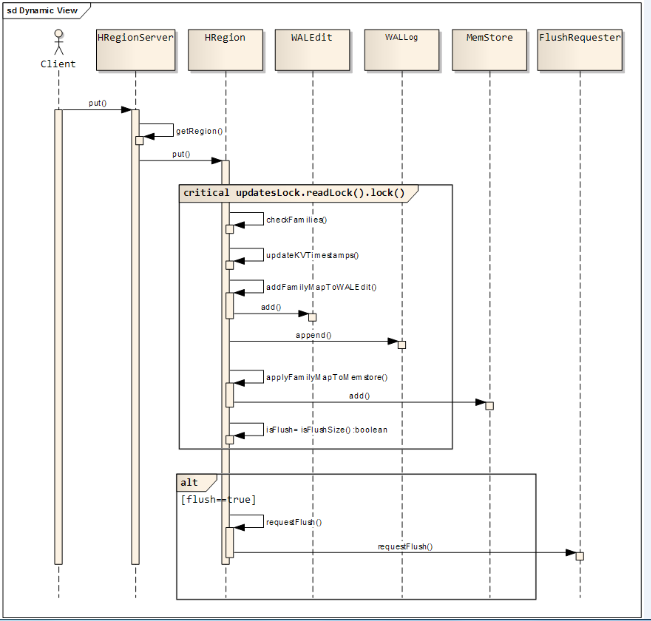 sd Dynamic View
HRegionServer
HRegion
WALEdit
WALLog
MemStore
FlushRequester
Client
put()
getRegion()
put()
critical updatesLock.readLock().lock()
checkFamilies()
updateKVTimestamps()
addFamilyMapToWALEdit()
add()
append()
applyFamilyMapToMemstore()
add()
isFlush= isFlushSize() :boolean
alt
[flush==true]
requestFlush()
requestFlush()